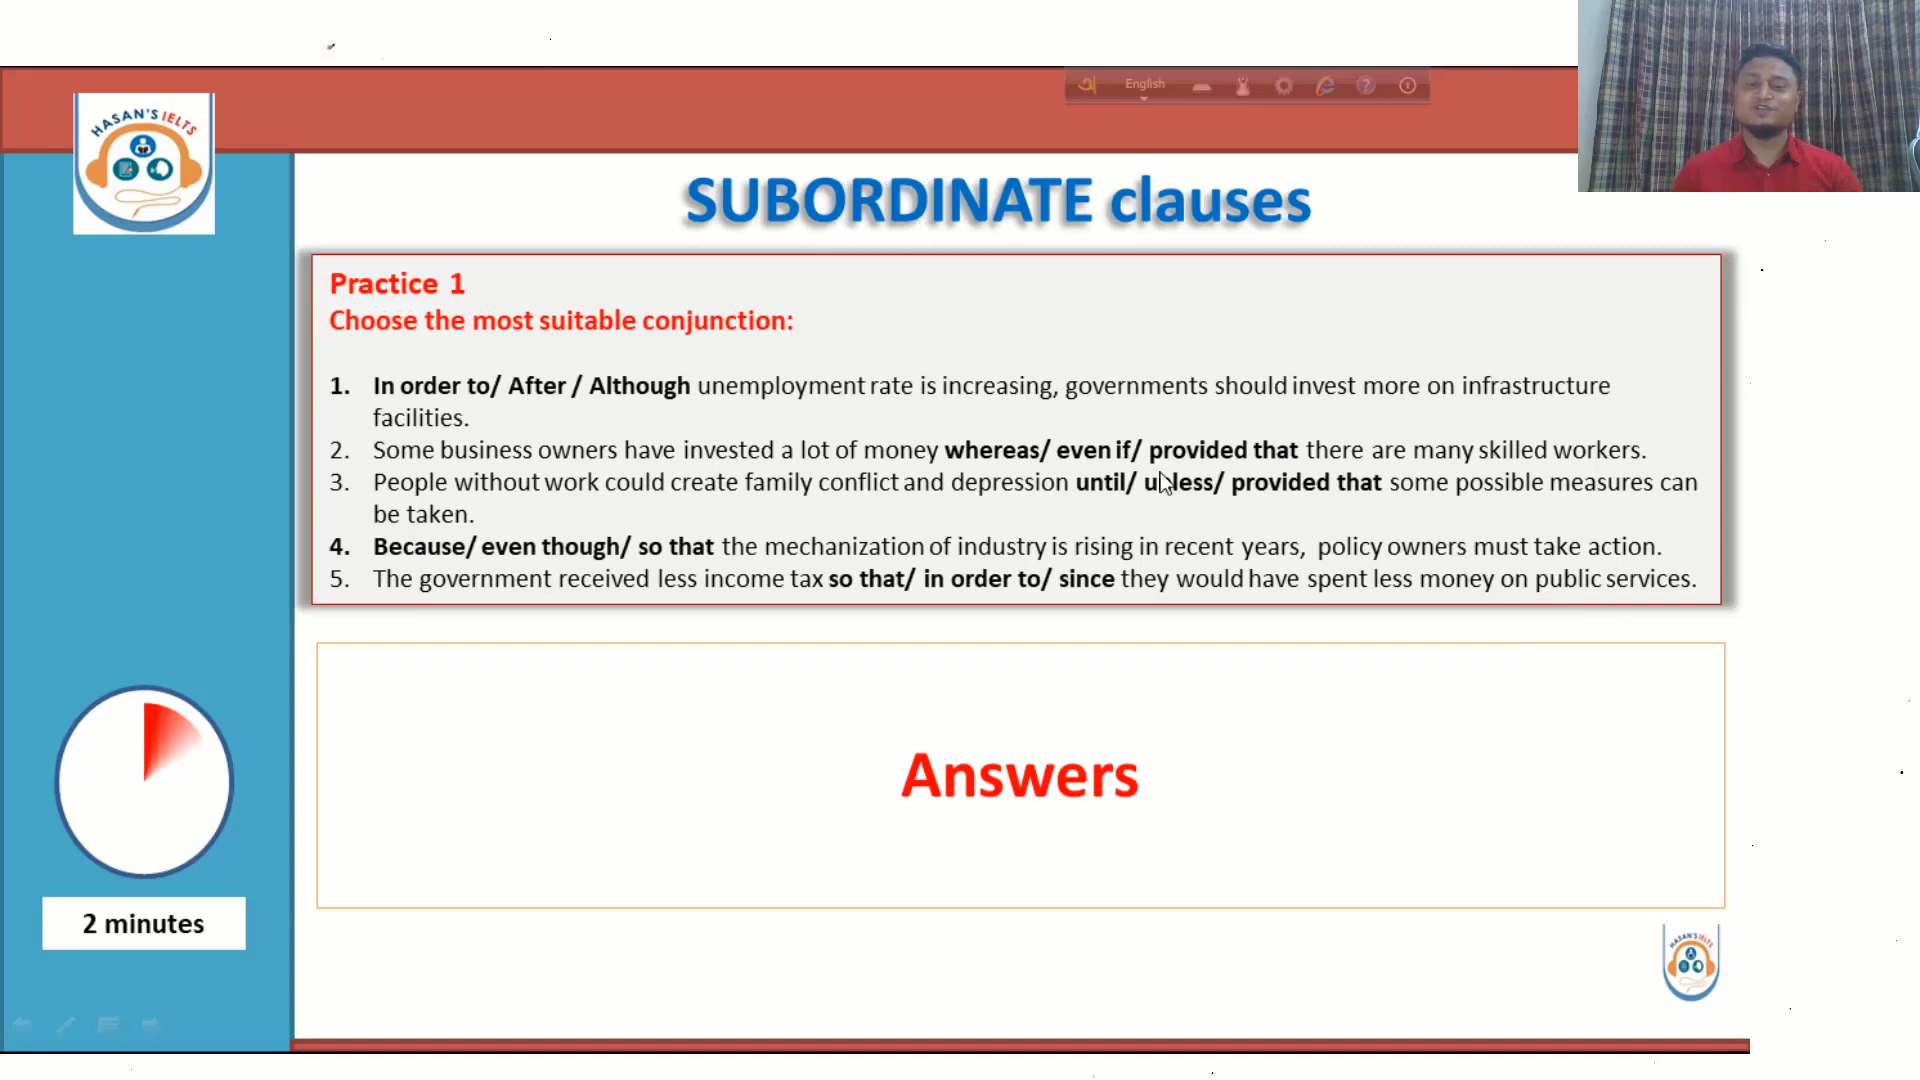 English
HASAN'S IELTS
SUBORDINATE clauses
Practice 1
Choose the most suitable conjunction:
1. In order to/ After / Although unemployment rate is increasing, governments should invest more on infrastructure
facilities.
2. Some business owners have invested a lot of money whereas/ even if/ provided that there are many skilled workers.
3. People without work could create family conflict and depression until/ unless/ provided that some possible measures can
be taken.
4. Because/ even though/ so that the mechanization of industry is rising in recent years, policy owners must take action.
5. The government received less income tax so that/ in order to/ since they would have spent less money on public services.
Answers
2 minutes
HASAN'S IELTS